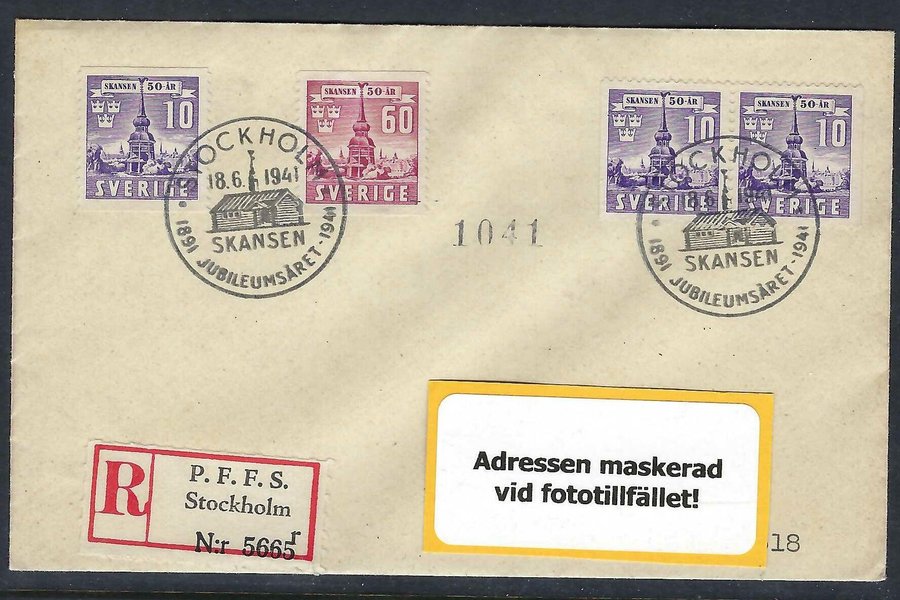 SKANSEN 50-ÅR
10
SVERIGE
SKANSEN 50-ÅR
60
SVERIGE
SKANSEN 50-ÅR
10
SVERIGE
SKANSEN 50-ÅR
10
SVERIGE
STOCKHOLM
18.6. 1941
SKANSEN
1891 JUBILEUMSÅRET-1941
STOCKHOLM
SKANSEN
1891 JUBILEUMSÅRET-1941
1041
R
P. F. F. S.
Stockholm
N:r 5665 r
Adressen maskerad
vid fototillfället!
18